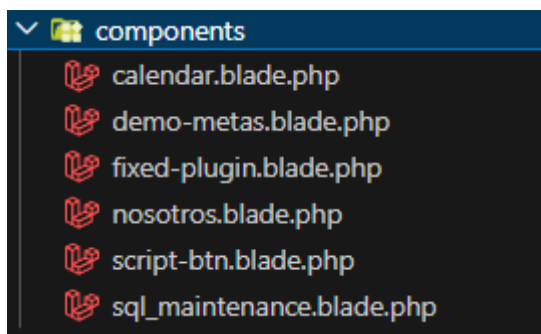 components
calendar.blade.php
demo-metas.blade.php
fixed-plugin.blade.php
nosotros.blade.php
script-btn.blade.php
sql_maintenance.blade.php